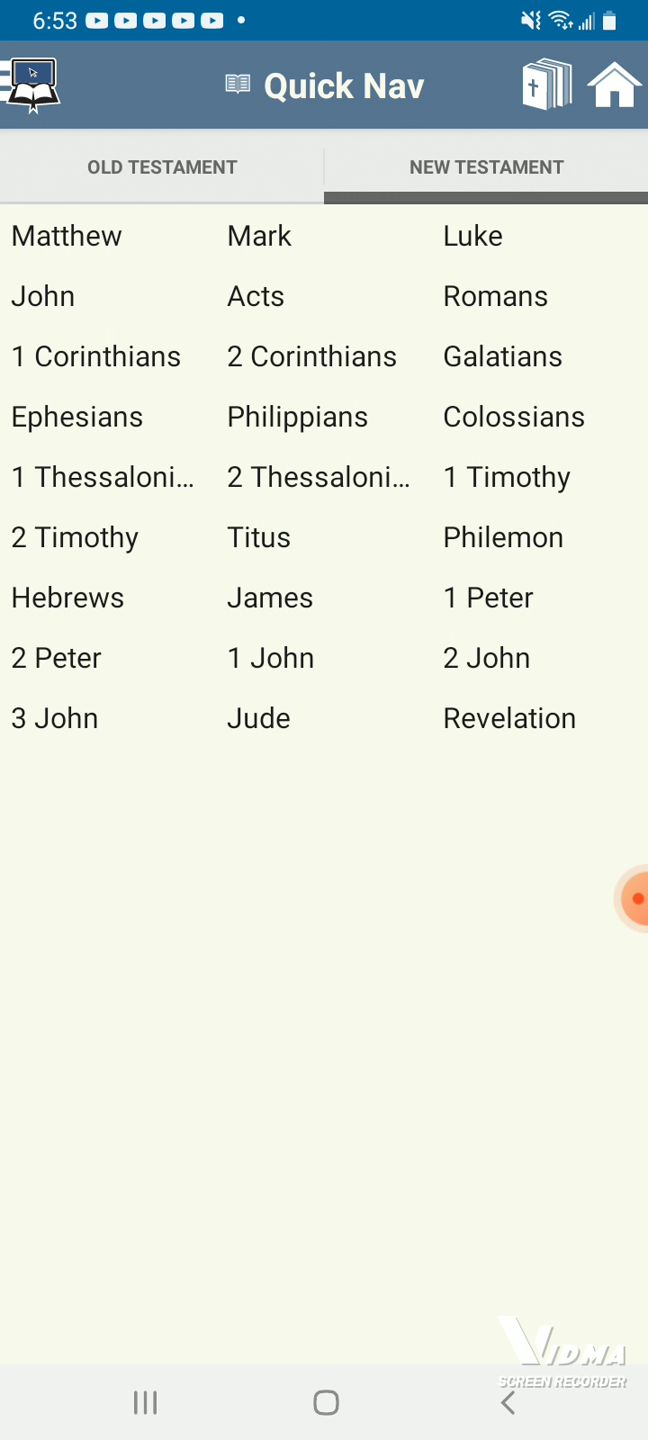 6:53
Quick Nav
OLD TESTAMENT NEW TESTAMENT
Matthew Mark Luke
John Acts Romans
1 Corinthians 2 Corinthians Galatians
Ephesians Philippians Colossians
1 Thessaloni... 2 Thessaloni... 1 Timothy
2 Timothy Titus Philemon
Hebrews James 1 Peter
2 Peter 1 John 2 John
3 John Jude Revelation
VIDMA
SCREEN RECORDER